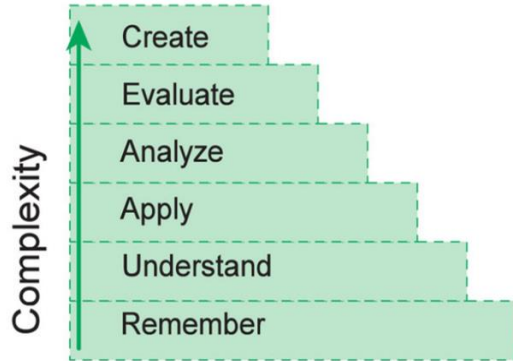 Complexity
Create
Evaluate
Analyze
Apply
Understand
Remember